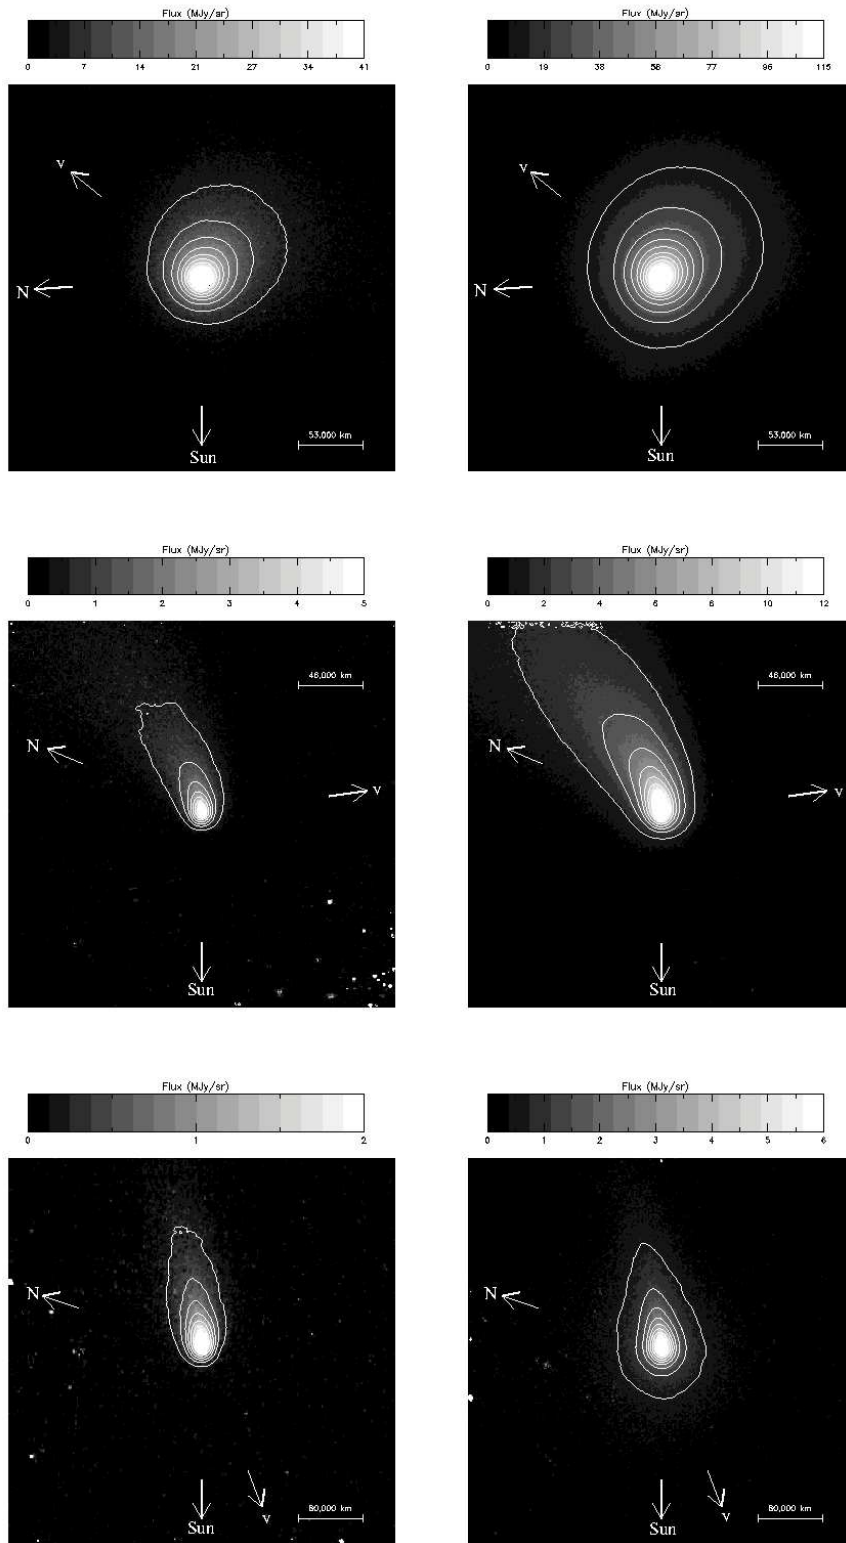 Flux (MJy/sr)
0 7 14 21 27 34 41
Flux (MJy/sr)
0 19 38 58 77 96 115
v
N
Sun
53,000 km
v
N
Sun
53,000 km
Flux (MJy/sr)
0 1 2 3 4 5
Flux (MJy/sr)
0 2 4 6 8 10 12
46,000 km
N
v
Sun
46,000 km
N
v
Sun
Flux (MJy/sr)
0 1 2
Flux (MJy/sr)
0 1 2 3 4 5 6
N
Sun
v
80,000 km
N
Sun
v
80,000 km